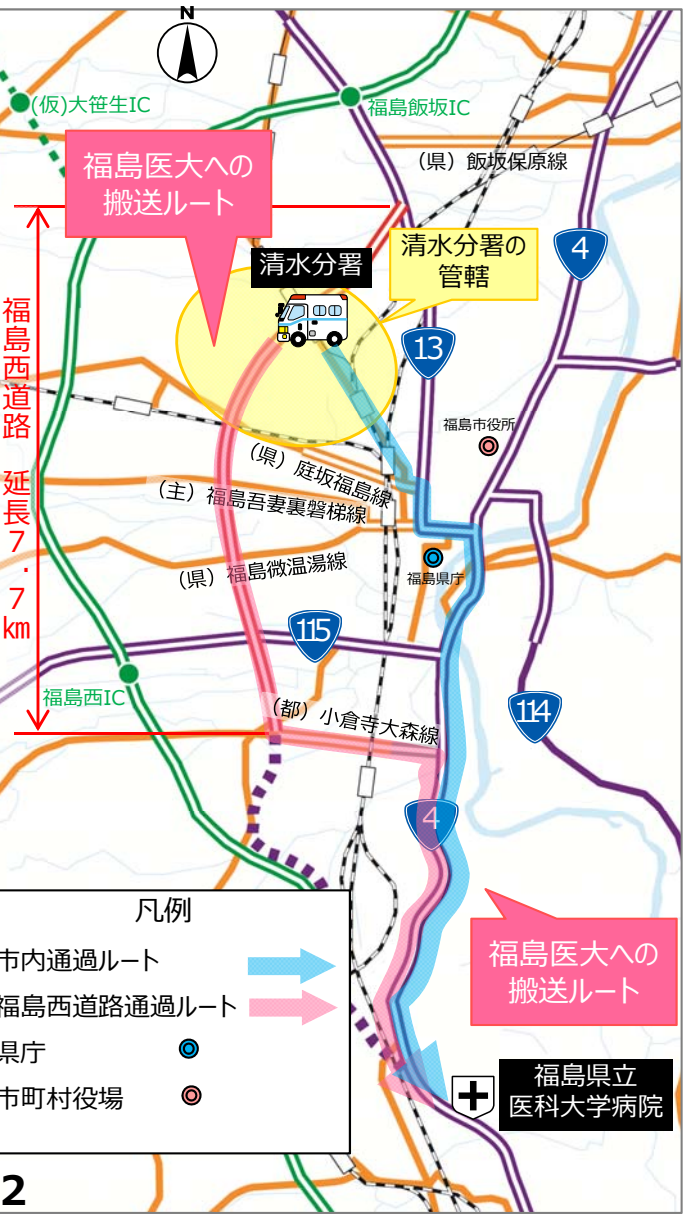 N
(仮)大笹生IC
福島飯坂IC
福島医大への
搬送ルート
(県)飯坂保原線
清水分署
清水分署の
管轄
4
13
福島西道路 延長7.7km
福島市役所
(県)庭坂福島線
(主)福島吾妻裏磐梯線
(県)福島微温湯線
福島県庁
115
福島西IC
(都)小倉寺大森線
114
4
凡例
市内通過ルート
福島西道路通過ルート
県庁
市町村役場
福島医大への
搬送ルート
福島県立
医科大学病院
2